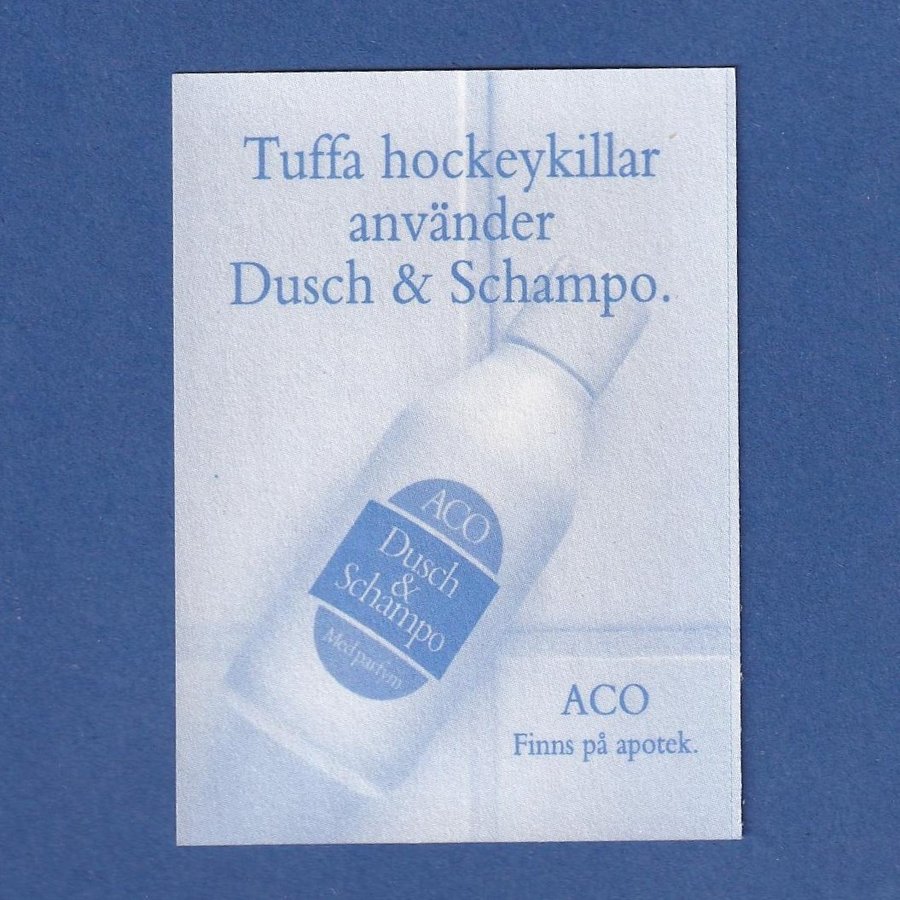 Tuffa hockeykillar
använder
Dusch & Schampo.
ACO
Dusch
&
Schampo
Med parfym
ACO
Finns på apotek.